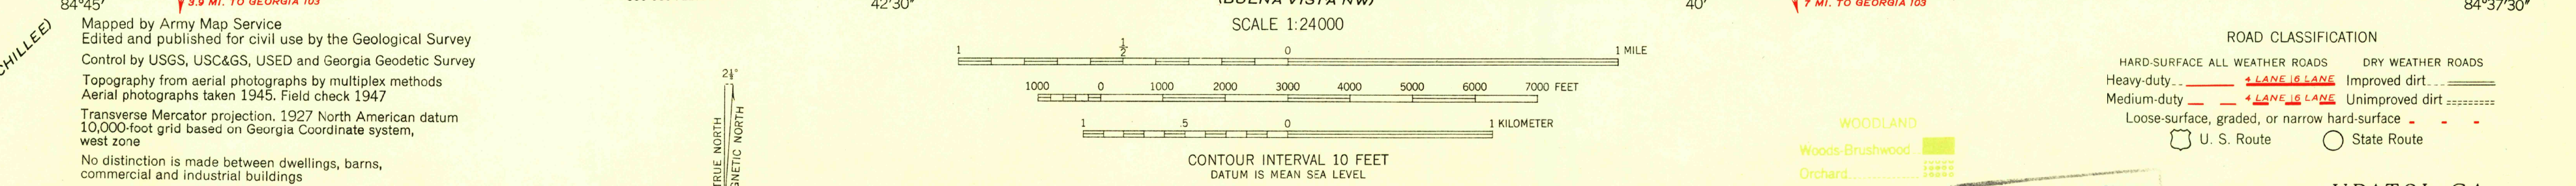 84°45'
3.9 MI. TO GEORGIA 103
42'30"
(BUENA VISTA NW)
40'
7 MI. TO GEORGIA 103
84°37'30"
CHILLEE)
Mapped by Army Map Service
Edited and published for civil use by the Geological Survey
Control by USGS, USC&GS, USED and Georgia Geodetic Survey
Topography from aerial photographs by multiplex methods
Aerial photographs taken 1945. Field check 1947
Transverse Mercator projection. 1927 North American datum
10,000-foot grid based on Georgia Coordinate system,
west zone
No distinction is made between dwellings, barns,
commercial and industrial buildings
2¼°
TRUE NORTH
MAGNETIC NORTH
SCALE 1:24000
1 ½ 0 1 MILE
1000 0 1000 2000 3000 4000 5000 6000 7000 FEET
1 .5 0 1 KILOMETER
CONTOUR INTERVAL 10 FEET
DATUM IS MEAN SEA LEVEL
WOODLAND
Woods-Brushwood
Orchard
ROAD CLASSIFICATION
HARD-SURFACE ALL WEATHER ROADS DRY WEATHER ROADS
Heavy-duty 4 LANE 6 LANE Improved dirt
Medium-duty 4 LANE 6 LANE Unimproved dirt
Loose-surface, graded, or narrow hard-surface
U. S. Route State Route